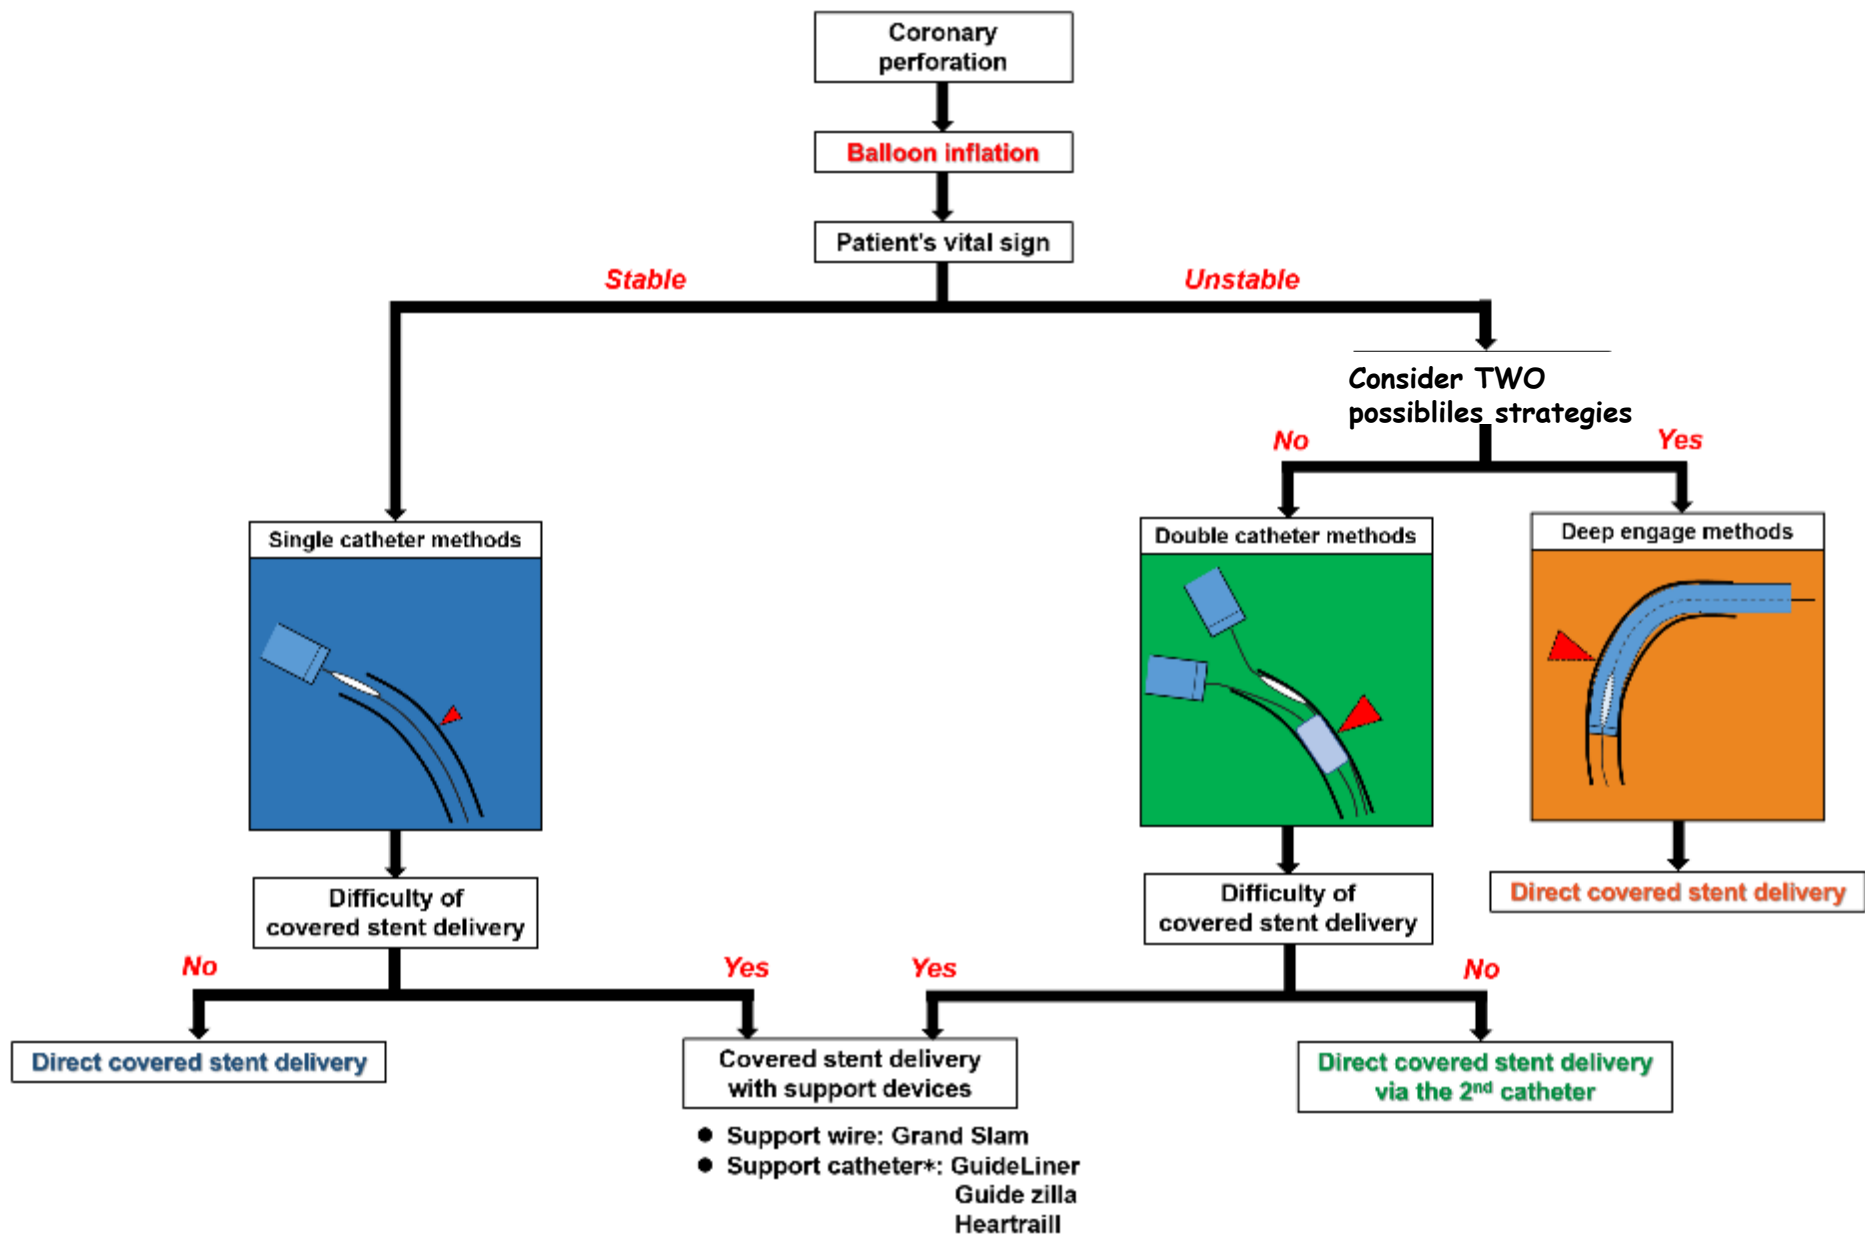 Coronary
perforation
Balloon inflation
Patient's vital sign
Stable
Unstable
Consider TWO
possibliles strategies
No
Yes
Single catheter methods
Double catheter methods
Deep engage methods
Difficulty of
covered stent delivery
Difficulty of
covered stent delivery
Direct covered stent delivery
No
Yes
Yes
No
Direct covered stent delivery
Covered stent delivery
with support devices
Direct covered stent delivery
via the 2nd catheter
● Support wire: Grand Slam
● Support catheter*: GuideLiner
Guide zilla
Heartraill